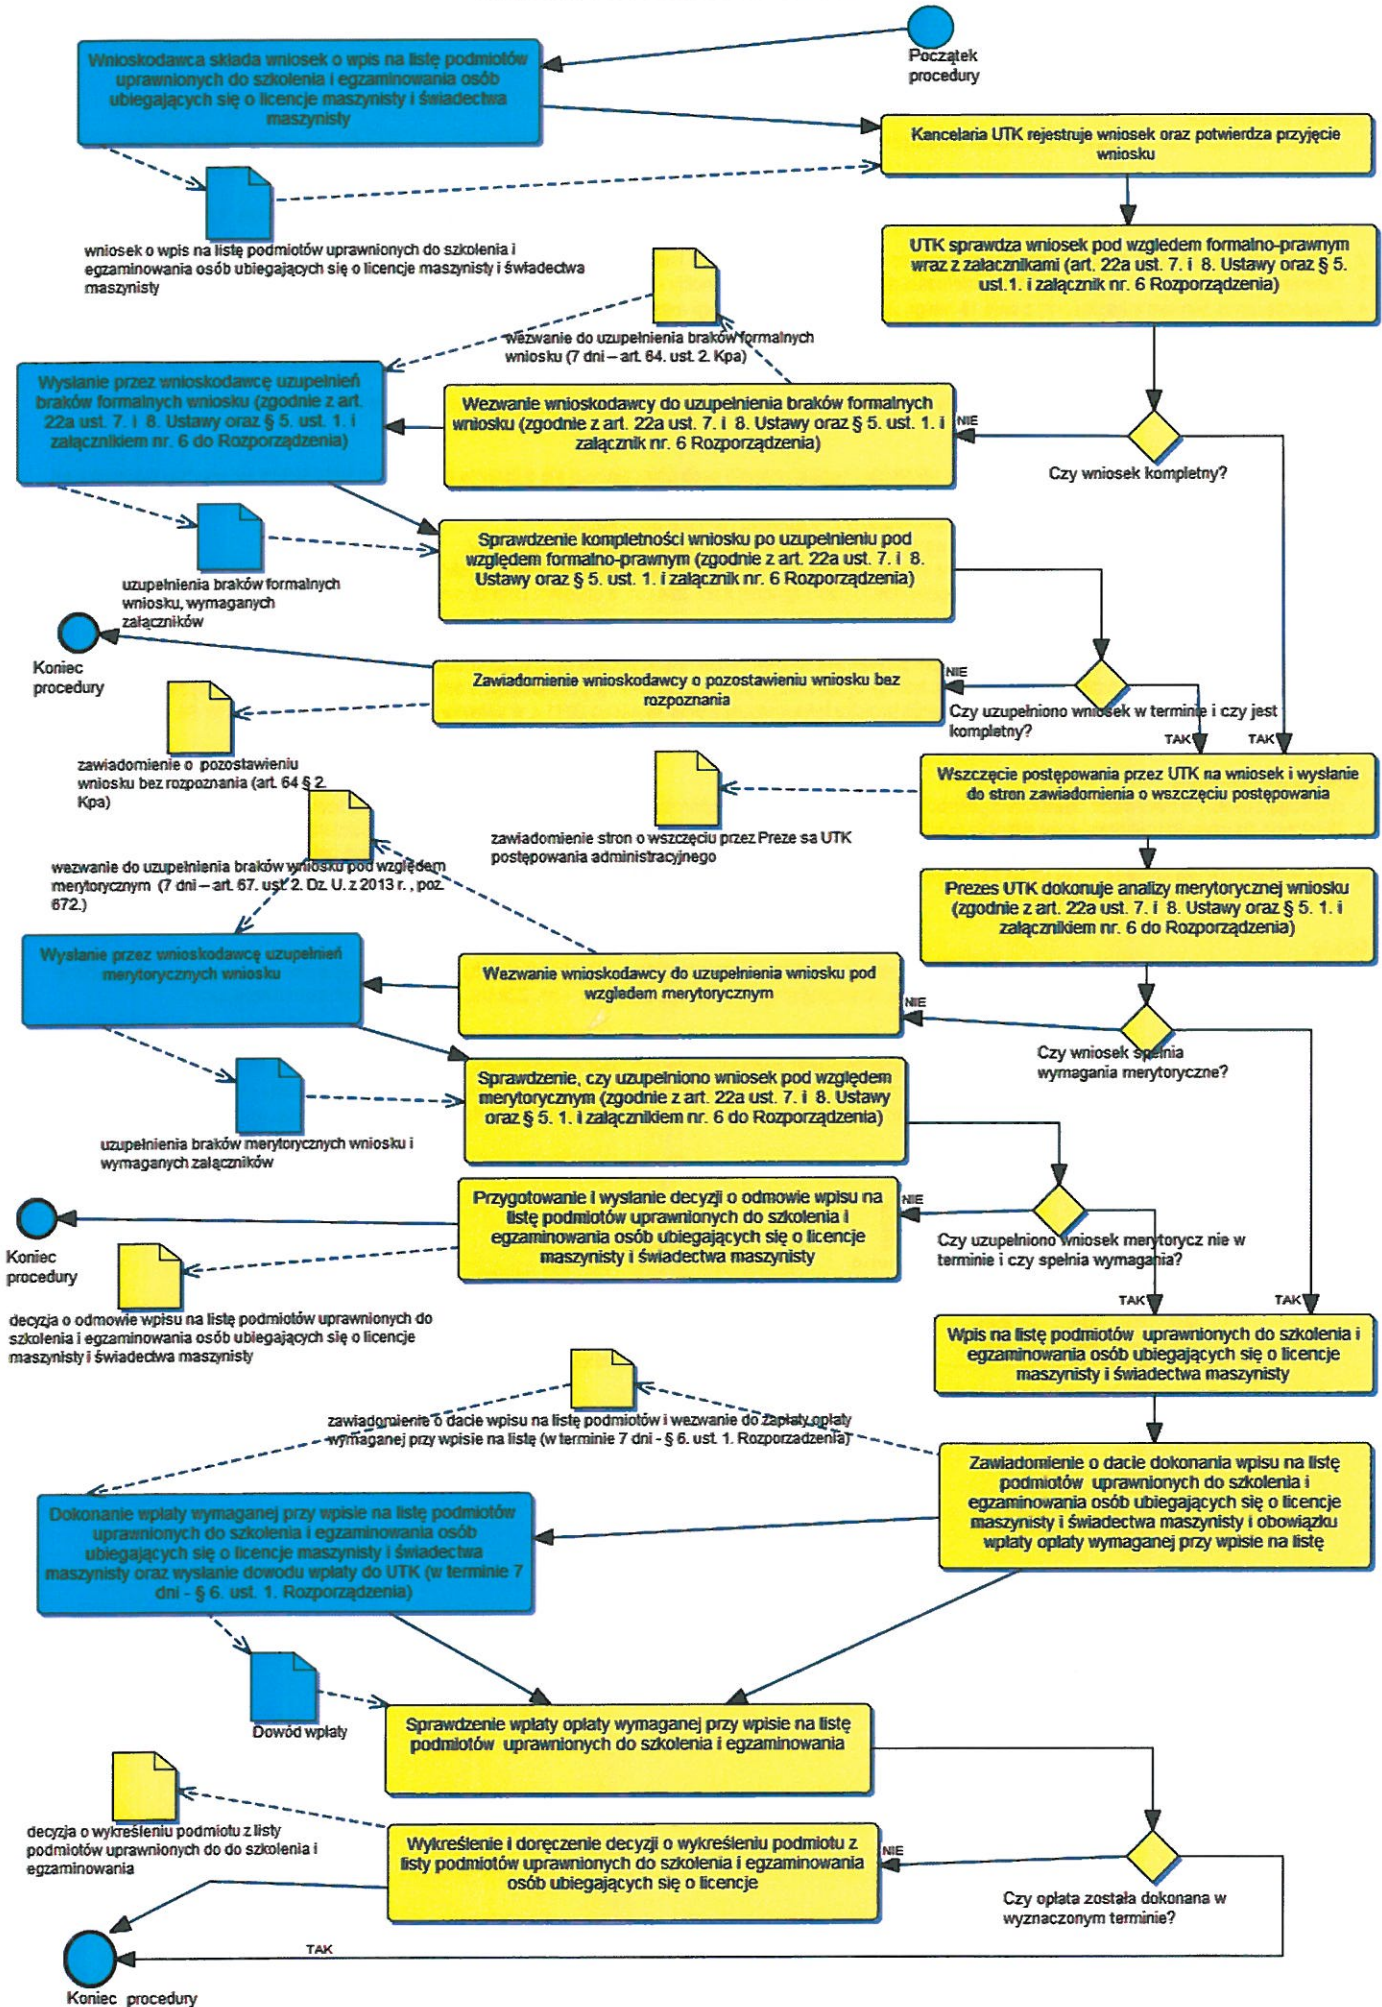 Początek
procedury
Wnioskodawca składa wniosek o wpis na listę podmiotów
uprawnionych do szkolenia i egzaminowania osób
ubiegających się o licencje maszynisty i świadectwa
maszynisty
Kancelaria UTK rejestruje wniosek oraz potwierdza przyjęcie
wniosku
wniosek o wpis na listę podmiotów uprawnionych do szkolenia i
egzaminowania osób ubiegających się o licencje maszynisty i świadectwa
maszynisty
UTK sprawdza wniosek pod względem formalno-prawnym
wraz z załacznikami (art. 22a ust. 7. i 8. Ustawy oraz § 5.
ust.1. i załącznik nr. 6 Rozporządzenia)
wezwanie do uzupełnienia braków formalnych
wniosku (7 dni – art. 64. ust. 2. Kpa)
Wysłanie przez wnioskodawcę uzupełnień
braków formalnych wniosku (zgodnie z art.
22a ust. 7. i 8. Ustawy oraz § 5. ust. 1. i
załącznikiem nr. 6 do Rozporządzenia)
Wezwanie wnioskodawcy do uzupełnienia braków formalnych
wniosku (zgodnie z art. 22a ust. 7. i 8. Ustawy oraz § 5. ust. 1. i
załącznik nr. 6 Rozporządzenia)
NIE
Czy wniosek kompletny?
Sprawdzenie kompletności wniosku po uzupełnieniu pod
względem formalno-prawnym (zgodnie z art. 22a ust. 7. i 8.
Ustawy oraz § 5. ust. 1. i załącznik nr. 6 Rozporządzenia)
uzupełnienia braków formalnych
wniosku, wymaganych
załączników
Koniec
procedury
Zawiadomienie wnioskodawcy o pozostawieniu wniosku bez
rozpoznania
NIE
Czy uzupełniono wniosek w terminie i czy jest
kompletny?
TAK
TAK
zawiadomienie o pozostawieniu
wniosku bez rozpoznania (art. 64 § 2.
Kpa)
Wszczęcie postępowania przez UTK na wniosek i wysłanie
do stron zawiadomienia o wszczęciu postępowania
zawiadomienie stron o wszczęciu przez Preze sa UTK
postępowania administracyjnego
wezwanie do uzupełnienia braków wniosku pod względem
merytorycznym (7 dni – art. 67. ust. 2. Dz. U. z 2013 r. , poz.
672.)
Prezes UTK dokonuje analizy merytorycznej wniosku
(zgodnie z art. 22a ust. 7. i 8. Ustawy oraz § 5. 1. i
załącznikiem nr. 6 do Rozporządzenia)
Wysłanie przez wnioskodawcę uzupełnień
merytorycznych wniosku
Wezwanie wnioskodawcy do uzupełnienia wniosku pod
względem merytorycznym
NIE
Czy wniosek spełnia
wymagania merytoryczne?
Sprawdzenie, czy uzupełniono wniosek pod względem
merytorycznym (zgodnie z art. 22a ust. 7. i 8. Ustawy
oraz § 5. 1. i załącznikiem nr. 6 do Rozporządzenia)
uzupełnienia braków merytorycznych wniosku i
wymaganych załączników
Przygotowanie i wysłanie decyzji o odmowie wpisu na
listę podmiotów uprawnionych do szkolenia i
egzaminowania osób ubiegających się o licencje
maszynisty i świadectwa maszynisty
NIE
Czy uzupełniono wniosek merytorycz nie w
terminie i czy spełnia wymagania?
Koniec
procedury
TAK
TAK
decyzja o odmowie wpisu na listę podmiotów uprawnionych do
szkolenia i egzaminowania osób ubiegających się o licencje
maszynisty i świadectwa maszynisty
Wpis na listę podmiotów uprawnionych do szkolenia i
egzaminowania osób ubiegających się o licencje
maszynisty i świadectwa maszynisty
zawiadomienie o dacie wpisu na listę podmiotów i wezwanie do zapłaty opłaty
wymaganej przy wpisie na listę (w terminie 7 dni - § 6. ust. 1. Rozporzadzenia)
Zawiadomienie o dacie dokonania wpisu na listę
podmiotów uprawnionych do szkolenia i
egzaminowania osób ubiegających się o licencje
maszynisty i świadectwa maszynisty i obowiązku
wpłaty opłaty wymaganej przy wpisie na listę
Dokonanie wpłaty wymaganej przy wpisie na listę podmiotów
uprawnionych do szkolenia i egzaminowania osób
ubiegających się o licencje maszynisty i świadectwa
maszynisty oraz wysłanie dowodu wpłaty do UTK (w terminie 7
dni - § 6. ust. 1. Rozporządzenia)
Dowód wpłaty
Sprawdzenie wpłaty opłaty wymaganej przy wpisie na listę
podmiotów uprawnionych do szkolenia i egzaminowania
decyzja o wykreśleniu podmiotu z listy
podmiotów uprawnionych do do szkolenia i
egzaminowania
Wykreślenie i doręczenie decyzji o wykreśleniu podmiotu z
listy podmiotów uprawnionych do szkolenia i egzaminowania
osób ubiegających się o licencje
NIE
Czy opłata została dokonana w
wyznaczonym terminie?
TAK
Koniec procedury